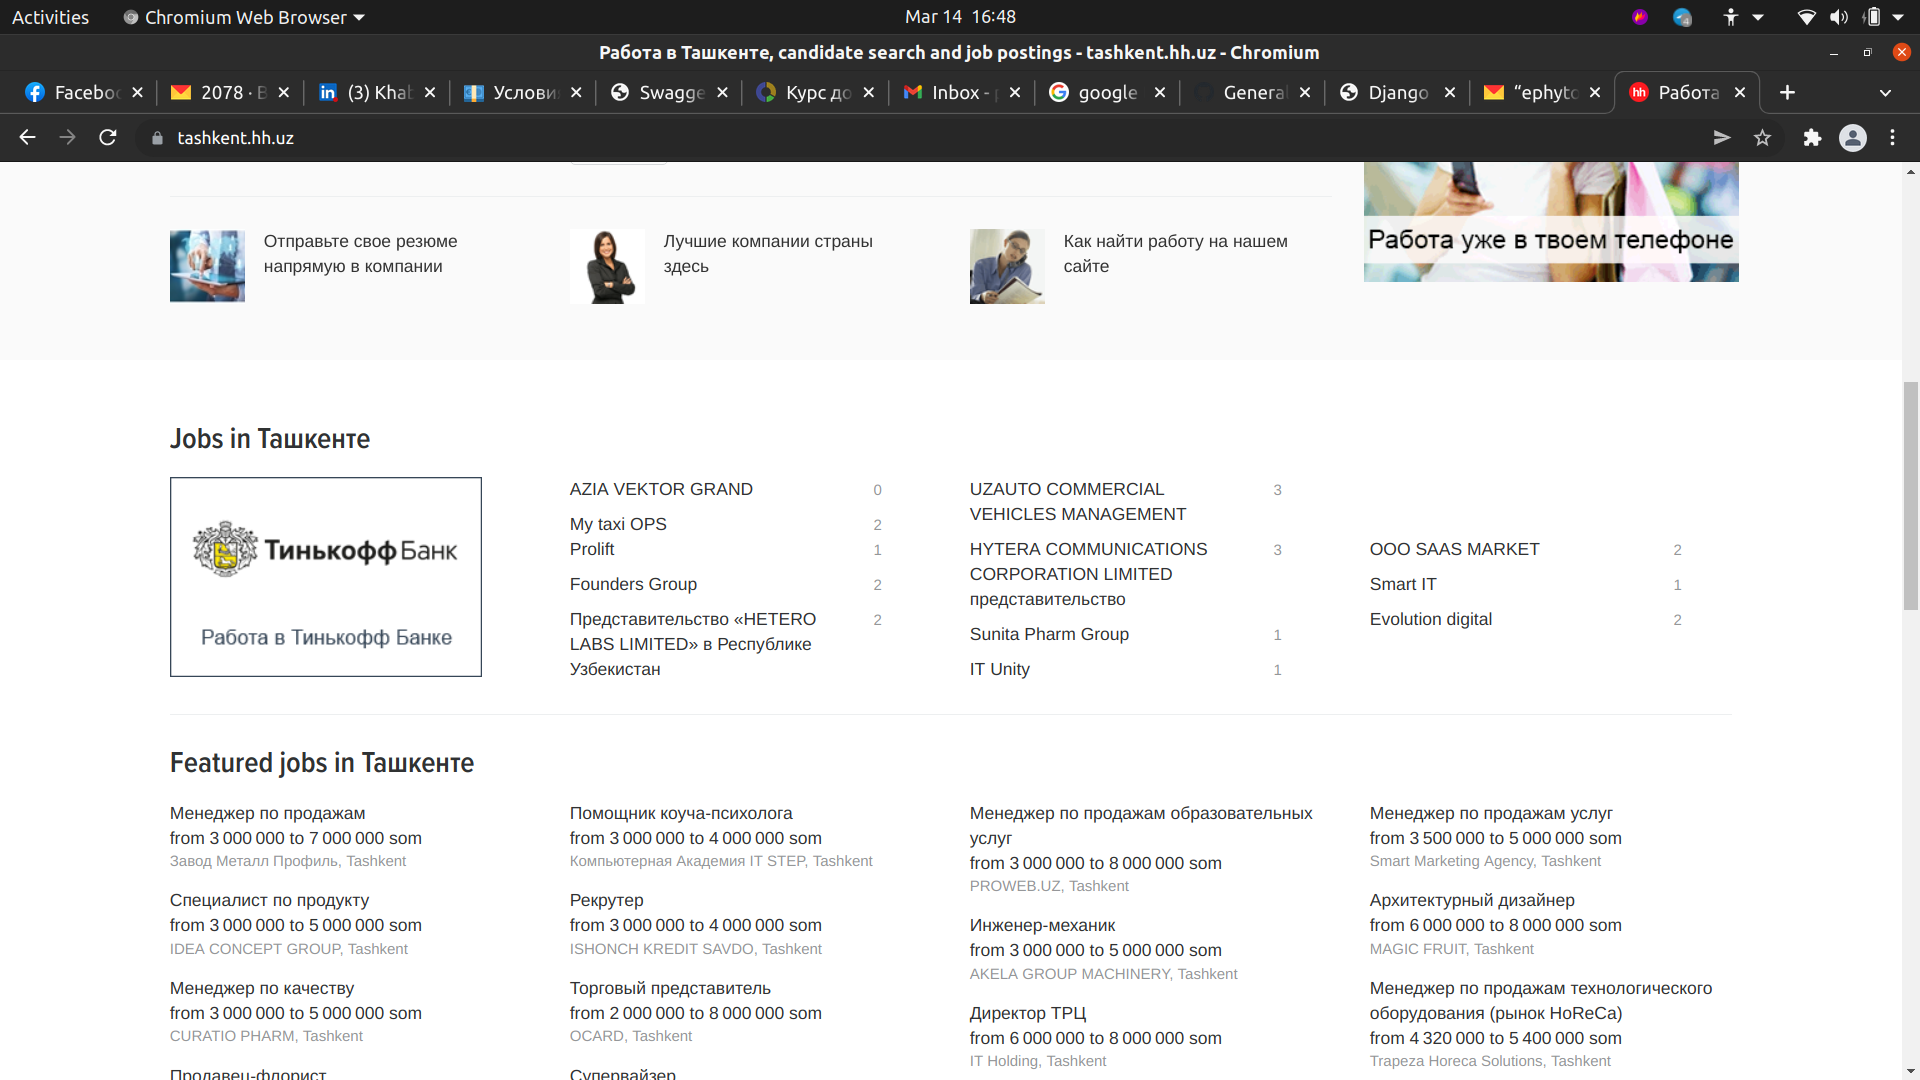 Activities
Chromium Web Browser
Mar 14 16:48
4
Работа в Ташкенте, candidate search and job postings - tashkent.hh.uz - Chromium
Facebo
2078 · B
in
(3) Khab
Услови
Swagge
Курс до
Inbox - p
google
General
Django
“ephyto
hh
Работа
tashkent.hh.uz
Отправьте свое резюме
напрямую в компании
Лучшие компании страны
здесь
Как найти работу на нашем
сайте
Работа уже в твоем телефоне
Jobs in Ташкенте
Тинькофф Банк
Работа в Тинькофф Банке
AZIA VEKTOR GRAND 0
My taxi OPS 2
Prolift 1
Founders Group 2
Представительство «HETERO 2
LABS LIMITED» в Республике
Узбекистан
UZAUTO COMMERCIAL 3
VEHICLES MANAGEMENT
HYTERA COMMUNICATIONS 3
CORPORATION LIMITED
представительство
Sunita Pharm Group 1
IT Unity 1
ООО SAAS MARKET 2
Smart IT 1
Evolution digital 2
Featured jobs in Ташкенте
Менеджер по продажам
from 3 000 000 to 7 000 000 som
Завод Металл Профиль, Tashkent
Специалист по продукту
from 3 000 000 to 5 000 000 som
IDEA CONCEPT GROUP, Tashkent
Менеджер по качеству
from 3 000 000 to 5 000 000 som
CURATIO PHARM, Tashkent
Продавец-флорист
Помощник коуча-психолога
from 3 000 000 to 4 000 000 som
Компьютерная Академия IT STEP, Tashkent
Рекрутер
from 3 000 000 to 4 000 000 som
ISHONCH KREDIT SAVDO, Tashkent
Торговый представитель
from 2 000 000 to 8 000 000 som
OCARD, Tashkent
Супервайзер
Менеджер по продажам образовательных
услуг
from 3 000 000 to 8 000 000 som
PROWEB.UZ, Tashkent
Инженер-механик
from 3 000 000 to 5 000 000 som
AKELA GROUP MACHINERY, Tashkent
Директор ТРЦ
from 6 000 000 to 8 000 000 som
IT Holding, Tashkent
Менеджер по продажам услуг
from 3 500 000 to 5 000 000 som
Smart Marketing Agency, Tashkent
Архитектурный дизайнер
from 6 000 000 to 8 000 000 som
MAGIC FRUIT, Tashkent
Менеджер по продажам технологического
оборудования (рынок HoReCa)
from 4 320 000 to 5 400 000 som
Trapeza Horeca Solutions, Tashkent